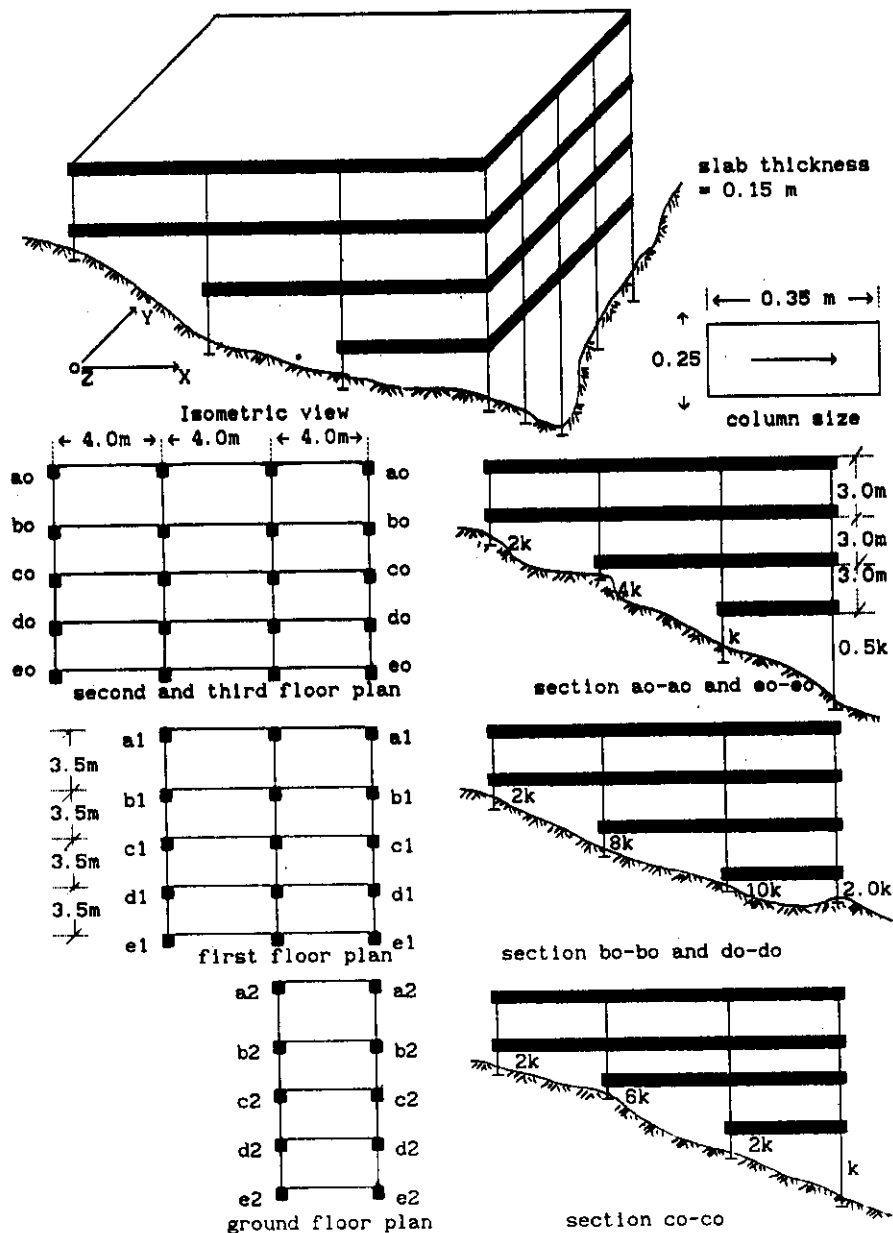 slab thickness
= 0.15 m
0.35 m
0.25
column size
Y
Z
X
Isometric view
4.0m
4.0m
4.0m
ao
ao
bo
bo
co
co
do
do
eo
eo
second and third floor plan
2k
4k
k
0.5k
3.0m
3.0m
3.0m
section ao-ao and eo-eo
3.5m
3.5m
3.5m
3.5m
a1
a1
b1
b1
c1
c1
d1
d1
e1
e1
first floor plan
2k
8k
10k
2.0k
section bo-bo and do-do
a2
a2
b2
b2
c2
c2
d2
d2
e2
e2
ground floor plan
2k
6k
2k
k
section co-co